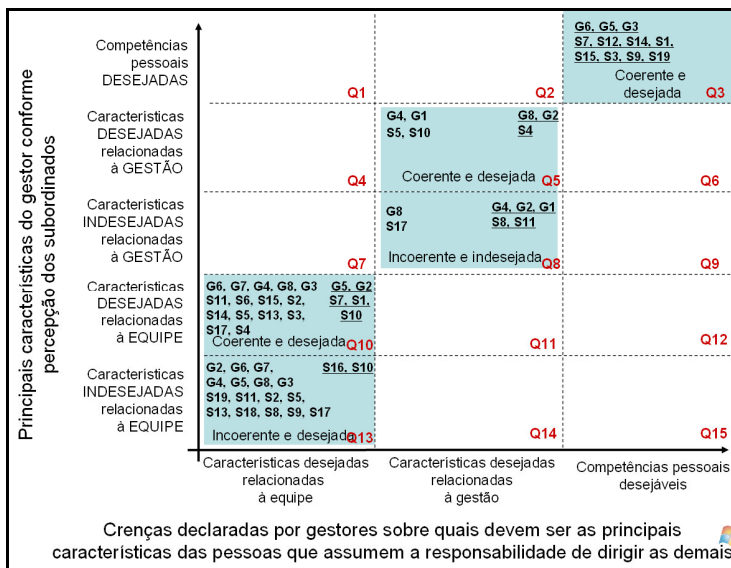 Principais características do gestor conforme
percepção dos subordinados
Competências
pessoais
DESEJADAS
Q1
Q2
G6, G5, G3
S7, S12, S14, S1,
S15, S3, S9, S19
Coerente e
desejada
Q3
Características
DESEJADAS
relacionadas
à GESTÃO
Q4
G4, G1
S5, S10
G8, G2
S4
Coerente e desejada
Q5
Q6
Características
INDESEJADAS
relacionadas
à GESTÃO
Q7
G8
S17
G4, G2, G1
S8, S11
Incoerente e indesejada
Q8
Q9
Características
DESEJADAS
relacionadas
à EQUIPE
G6, G7, G4, G8, G3
S11, S6, S15, S2,
S14, S5, S13, S3,
S17, S4
G5, G2
S7, S1,
S10
Coerente e desejada
Q10
Q11
Q12
Características
INDESEJADAS
relacionadas
à EQUIPE
G2, G6, G7,
G4, G5, G8, G3
S19, S11, S2, S5,
S13, S18, S8, S9, S17
S16, S10
Incoerente e desejada
Q13
Q14
Q15
Características desejadas
relacionadas
à equipe
Características desejadas
relacionadas
à gestão
Competências pessoais
desejáveis
Crenças declaradas por gestores sobre quais devem ser as principais
características das pessoas que assumem a responsabilidade de dirigir as demais